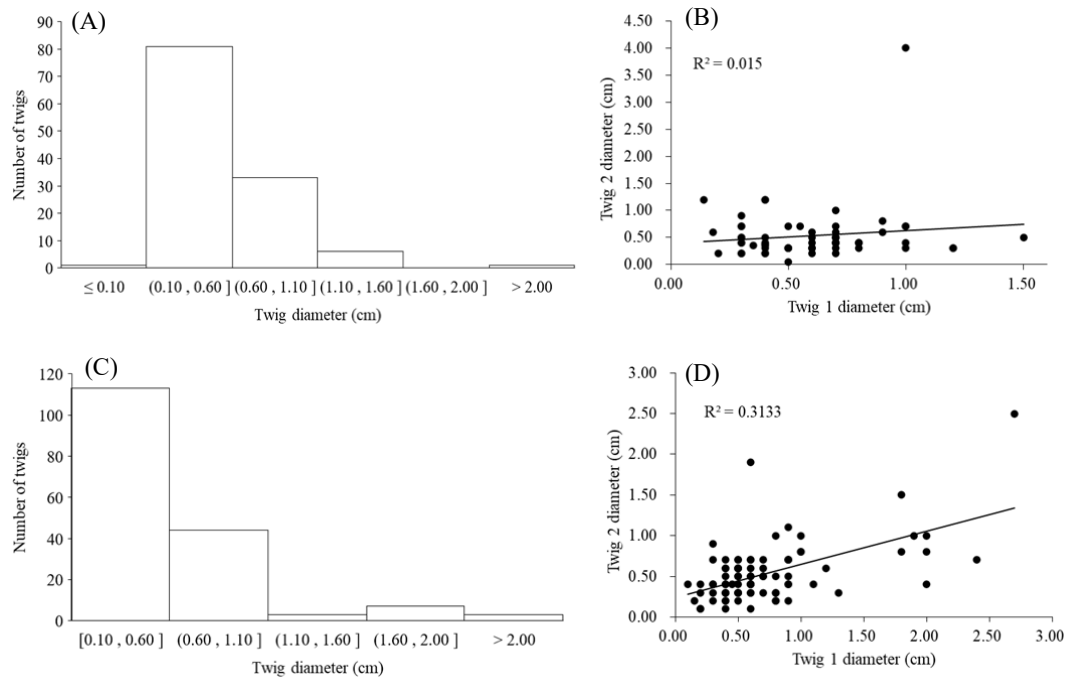 (A)
90
80
70
60
50
40
30
20
10
0
Number of twigs
≤ 0.10 (0.10 , 0.60 ] (0.60 , 1.10 ] (1.10 , 1.60 ] (1.60 , 2.00 ] > 2.00
Twig diameter (cm)
(B)
4.50
4.00
3.50
3.00
2.50
2.00
1.50
1.00
0.50
0.00
Twig 2 diameter (cm)
R² = 0.015
0.00 0.50 1.00 1.50
Twig 1 diameter (cm)
(C)
120
100
80
60
40
20
0
Number of twigs
[0.10 , 0.60 ] (0.60 , 1.10 ] (1.10 , 1.60 ] (1.60 , 2.00 ] > 2.00
Twig diameter (cm)
(D)
3.00
2.50
2.00
1.50
1.00
0.50
0.00
Twig 2 diameter (cm)
R² = 0.3133
0.00 0.50 1.00 1.50 2.00 2.50 3.00
Twig 1 diameter (cm)